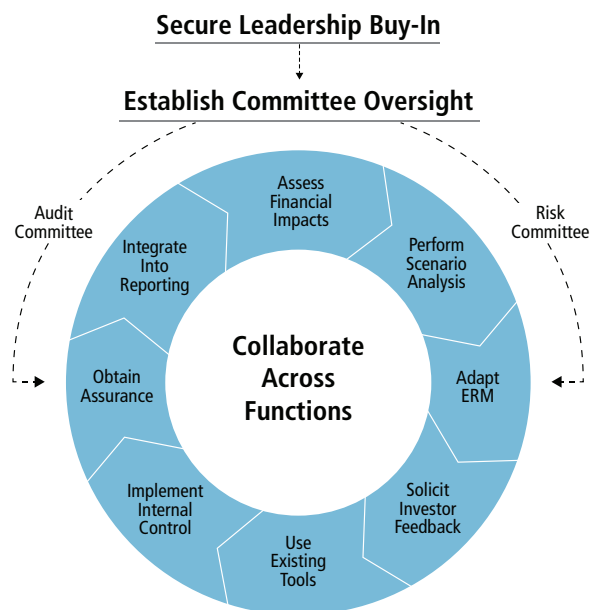 Secure Leadership Buy-In
Establish Committee Oversight
Audit
Committee
Risk
Committee
Assess
Financial
Impacts
Perform
Scenario
Analysis
Adapt
ERM
Solicit
Investor
Feedback
Use
Existing
Tools
Implement
Internal
Control
Obtain
Assurance
Integrate
Into
Reporting
Collaborate
Across
Functions